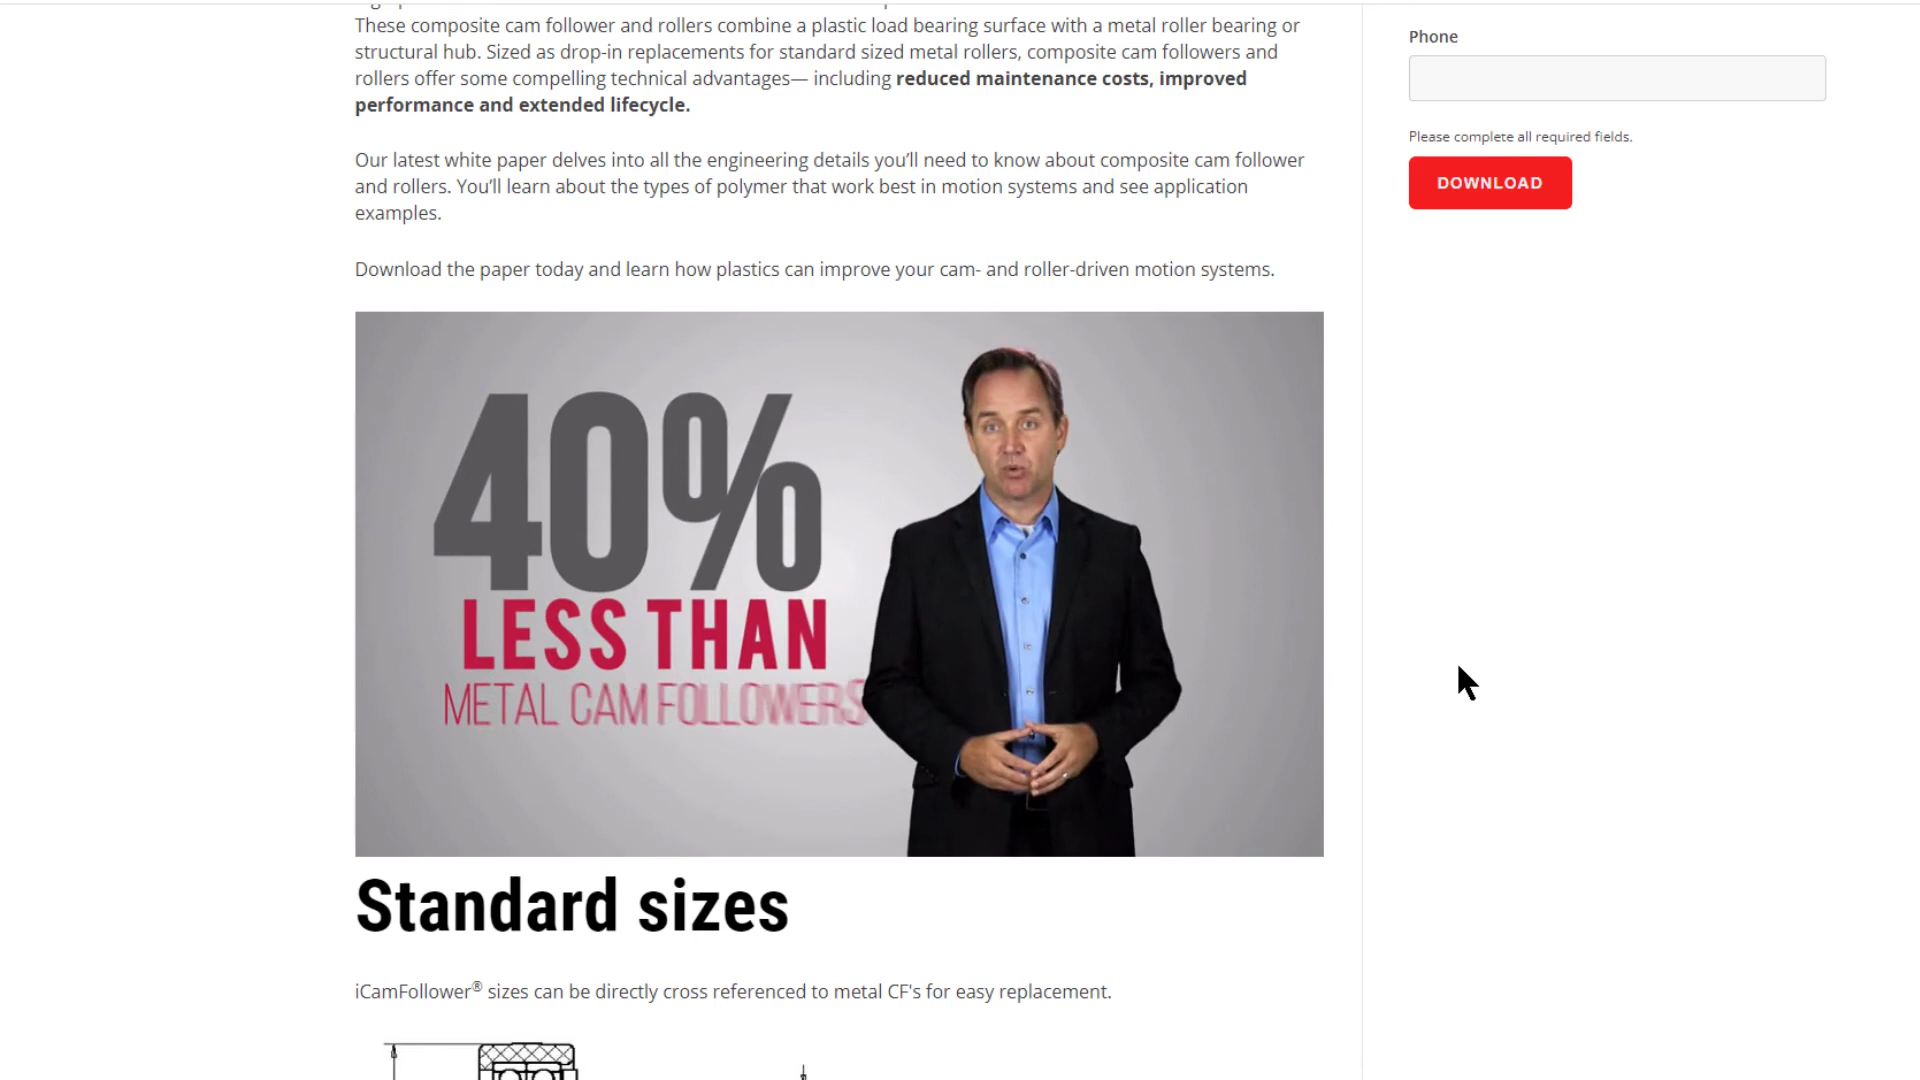 These composite cam follower and rollers combine a plastic load bearing surface with a metal roller bearing or
structural hub. Sized as drop-in replacements for standard sized metal rollers, composite cam followers and
rollers offer some compelling technical advantages— including reduced maintenance costs, improved
performance and extended lifecycle.
Our latest white paper delves into all the engineering details you’ll need to know about composite cam follower
and rollers. You’ll learn about the types of polymer that work best in motion systems and see application
examples.
Download the paper today and learn how plastics can improve your cam- and roller-driven motion systems.
40%
LESS THAN
METAL CAM FOLLOWERS
Standard sizes
iCamFollower® sizes can be directly cross referenced to metal CF's for easy replacement.
Phone
Please complete all required fields.
DOWNLOAD